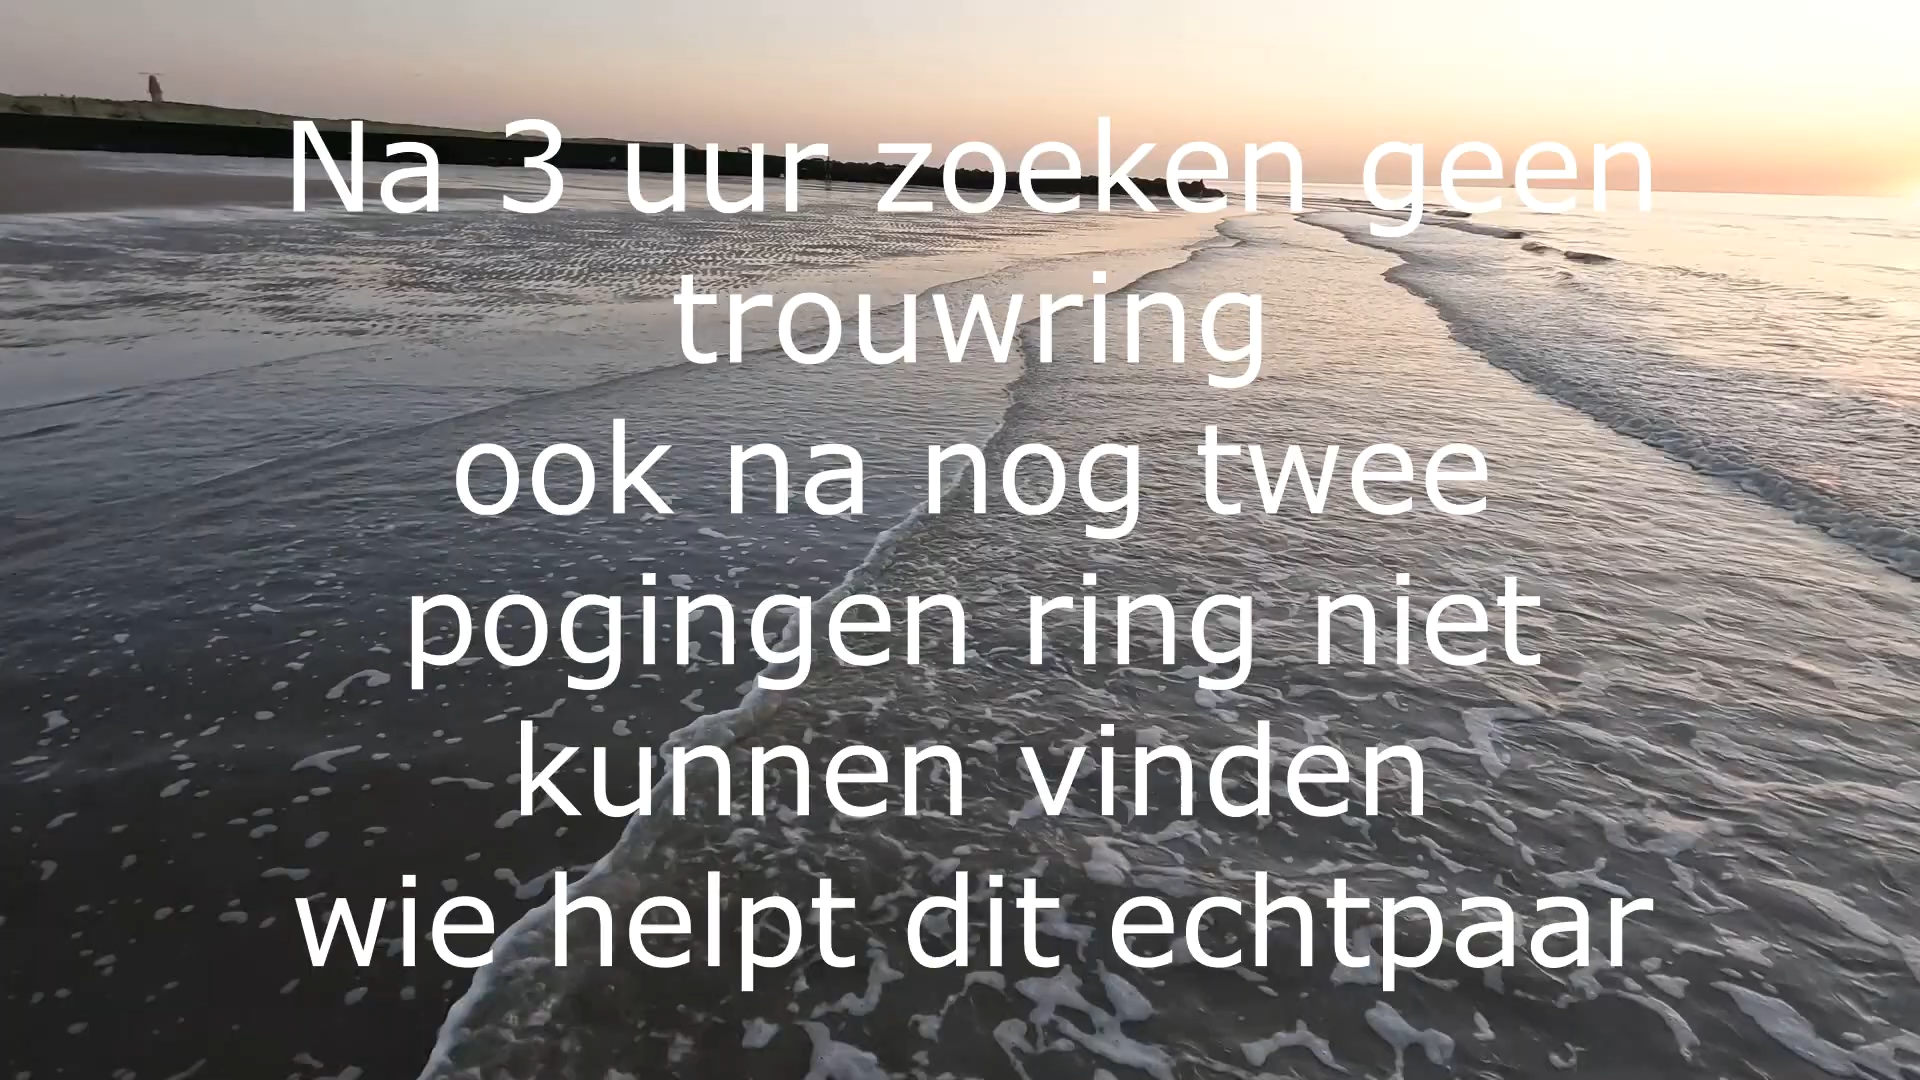 Na 3 uur zoeken geen
trouwring
ook na nog twee
pogingen ring niet
kunnen vinden
wie helpt dit echtpaar